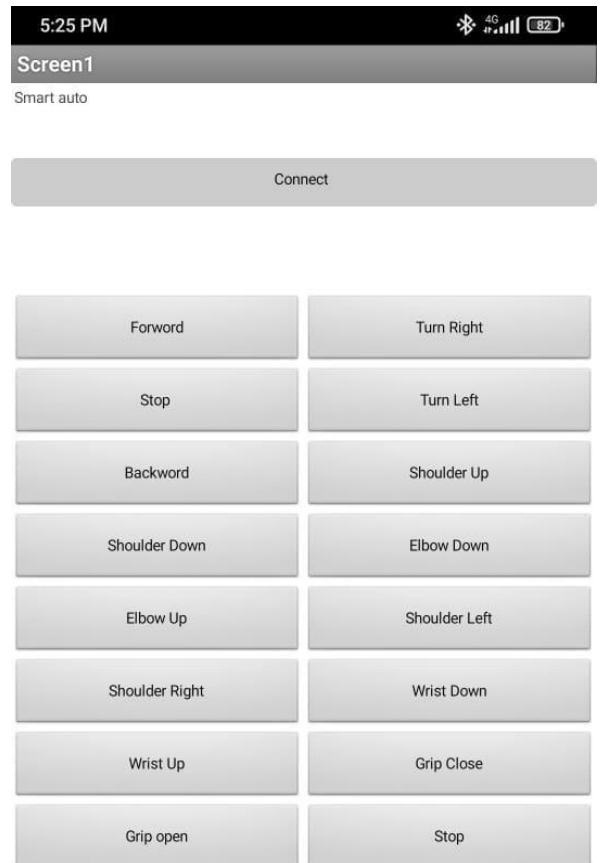 5:25 PM 4G 82
Screen1
Smart auto
Connect
Forword Turn Right
Stop Turn Left
Backword Shoulder Up
Shoulder Down Elbow Down
Elbow Up Shoulder Left
Shoulder Right Wrist Down
Wrist Up Grip Close
Grip open Stop